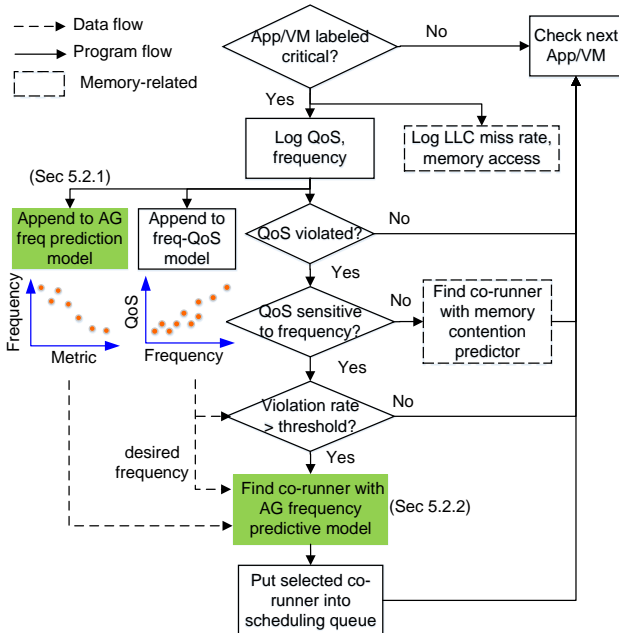 Data flow
Program flow
Memory-related
App/VM labeled
critical?
No
Check next
App/VM
Yes
Log QoS,
frequency
Log LLC miss rate,
memory access
(Sec 5.2.1)
Append to AG
freq prediction
model
Append to
freq-QoS
model
QoS violated?
No
Yes
Frequency
Metric
QoS
Frequency
QoS sensitive
to frequency?
No
Find co-runner
with memory
contention
predictor
Yes
Violation rate
> threshold?
No
desired
frequency
Yes
Find co-runner with
AG frequency
predictive model
(Sec 5.2.2)
Put selected co-
runner into
scheduling queue